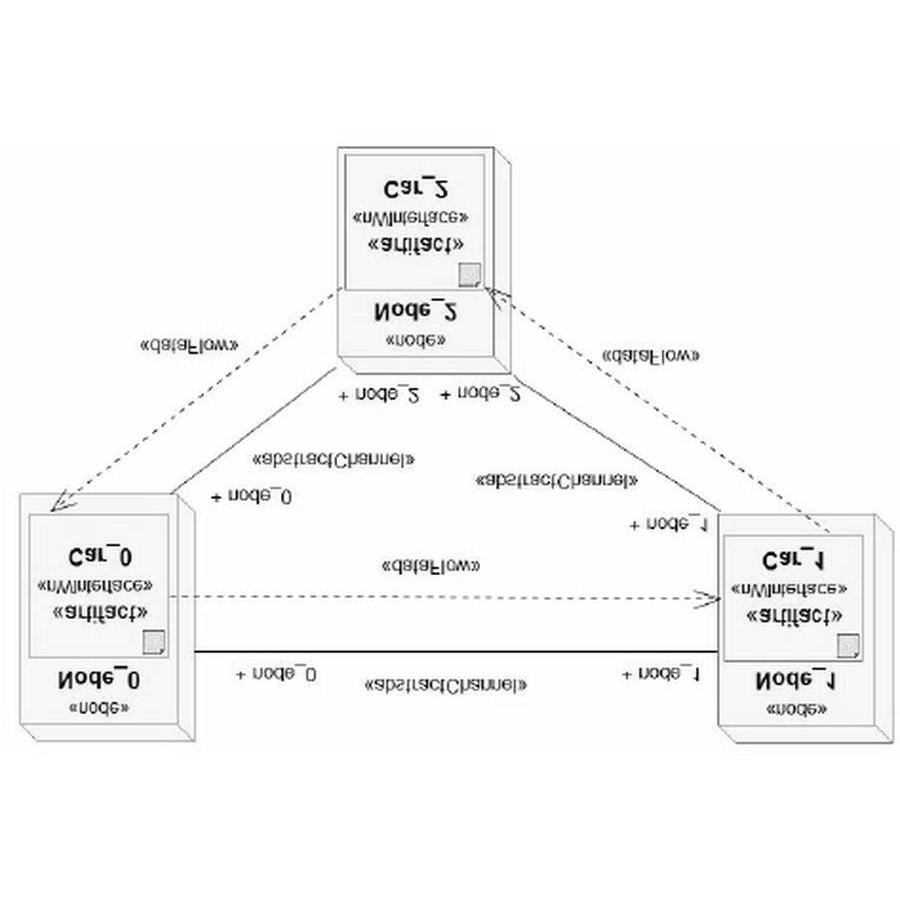 «node»
Node_0
«artifact»
«nWInterface»
Car_0
«abstractChannel»
+ node_0
+ node_1
«node»
Node_1
«artifact»
«nWInterface»
Car_1
«dataFlow»
+ node_0
+ node_1
«abstractChannel»
«abstractChannel»
+ node_2
+ node_2
«dataFlow»
«dataFlow»
«node»
Node_2
«artifact»
«nWInterface»
Car_2